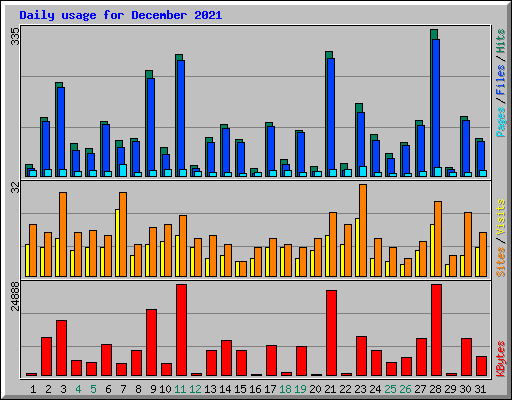 Daily usage for December 2021
335
Pages / Files / Hits
32
Sites / Visits
24888
KBytes
1 2 3 4 5 6 7 8 9 10 11 12 13 14 15 16 17 18 19 20 21 22 23 24 25 26 27 28 29 30 31